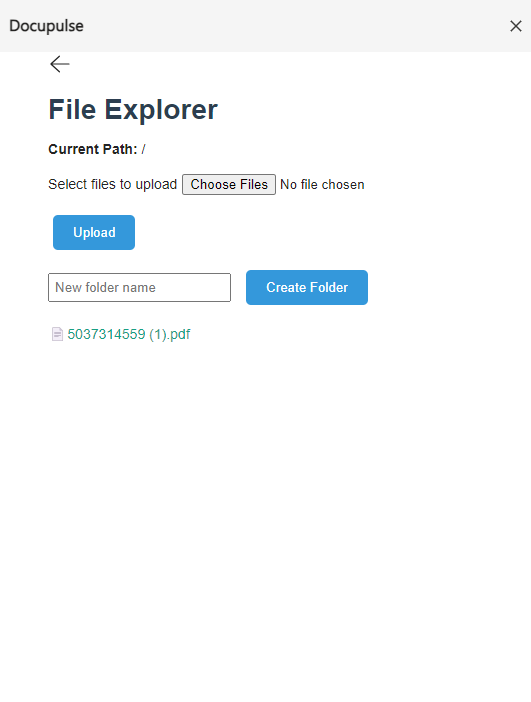 Docupulse
File Explorer
Current Path: /
Select files to upload Choose Files No file chosen
Upload
New folder name Create Folder
5037314559 (1).pdf